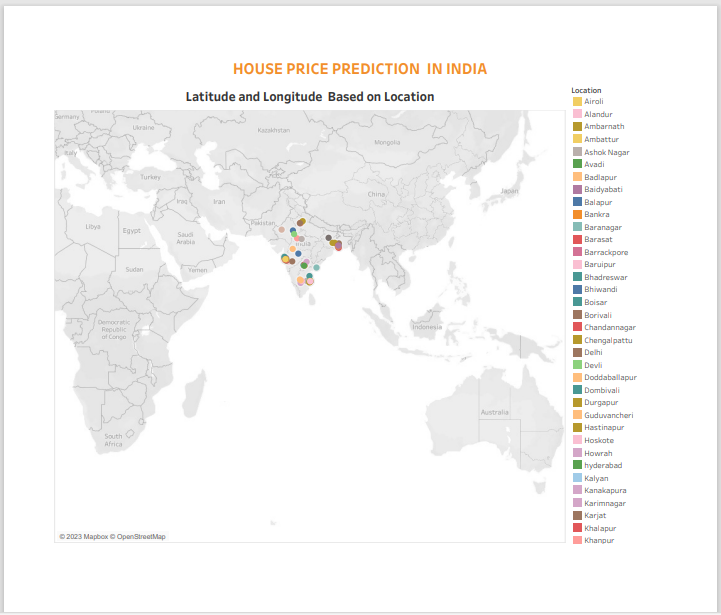 HOUSE PRICE PREDICTION IN INDIA
Latitude and Longitude Based on Location
Germany
Poland
Ukraine
Kazakhstan
Mongolia
Italy
Turkey
China
Japan
Iraq
Iran
Pakistan
Libya
Egypt
Saudi
Arabia
India
Sudan
Yemen
Democratic
Republic
of Congo
Indonesia
Australia
South
Africa
© 2023 Mapbox © OpenStreetMap
Location
Airoli
Alandur
Ambarnath
Ambattur
Ashok Nagar
Avadi
Badlapur
Baidyabati
Balapur
Bankra
Baranagar
Barasat
Barrackpore
Baruipur
Bhadreswar
Bhiwandi
Boisar
Borivali
Chandannagar
Chengalpattu
Delhi
Devli
Doddaballapur
Dombivali
Durgapur
Guduvancheri
Hastinapur
Hoskote
Howrah
hyderabad
Kalyan
Kanakapura
Karimnagar
Karjat
Khalapur
Khanpur